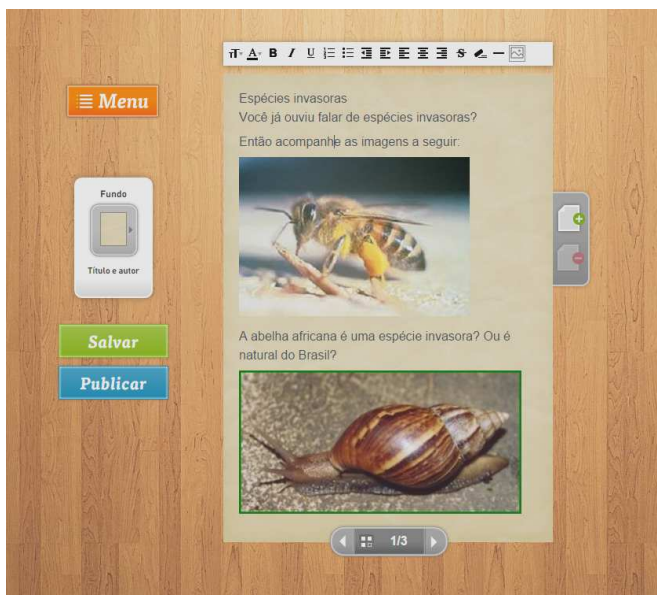 Menu
Fundo
Título e autor
Salvar
Publicar
Espécies invasoras
Você já ouviu falar de espécies invasoras?
Então acompanhe as imagens a seguir:
A abelha africana é uma espécie invasora? Ou é
natural do Brasil?
1/3